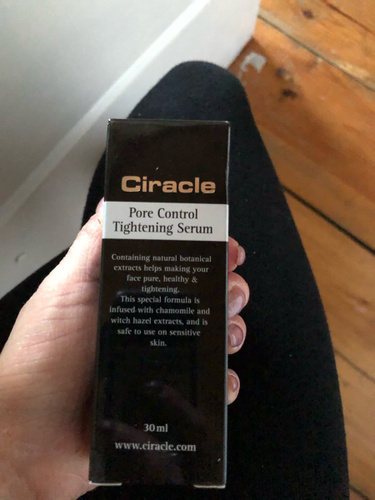 Ciracle
Pore Control
Tightening Serum
Containing natural botanical
extracts helps making your
face pure, healthy &
tightening.
This special formula is
infused with chamomile and
witch hazel extracts, and is
safe to use on sensitive
skin.
30ml
www.ciracle.com